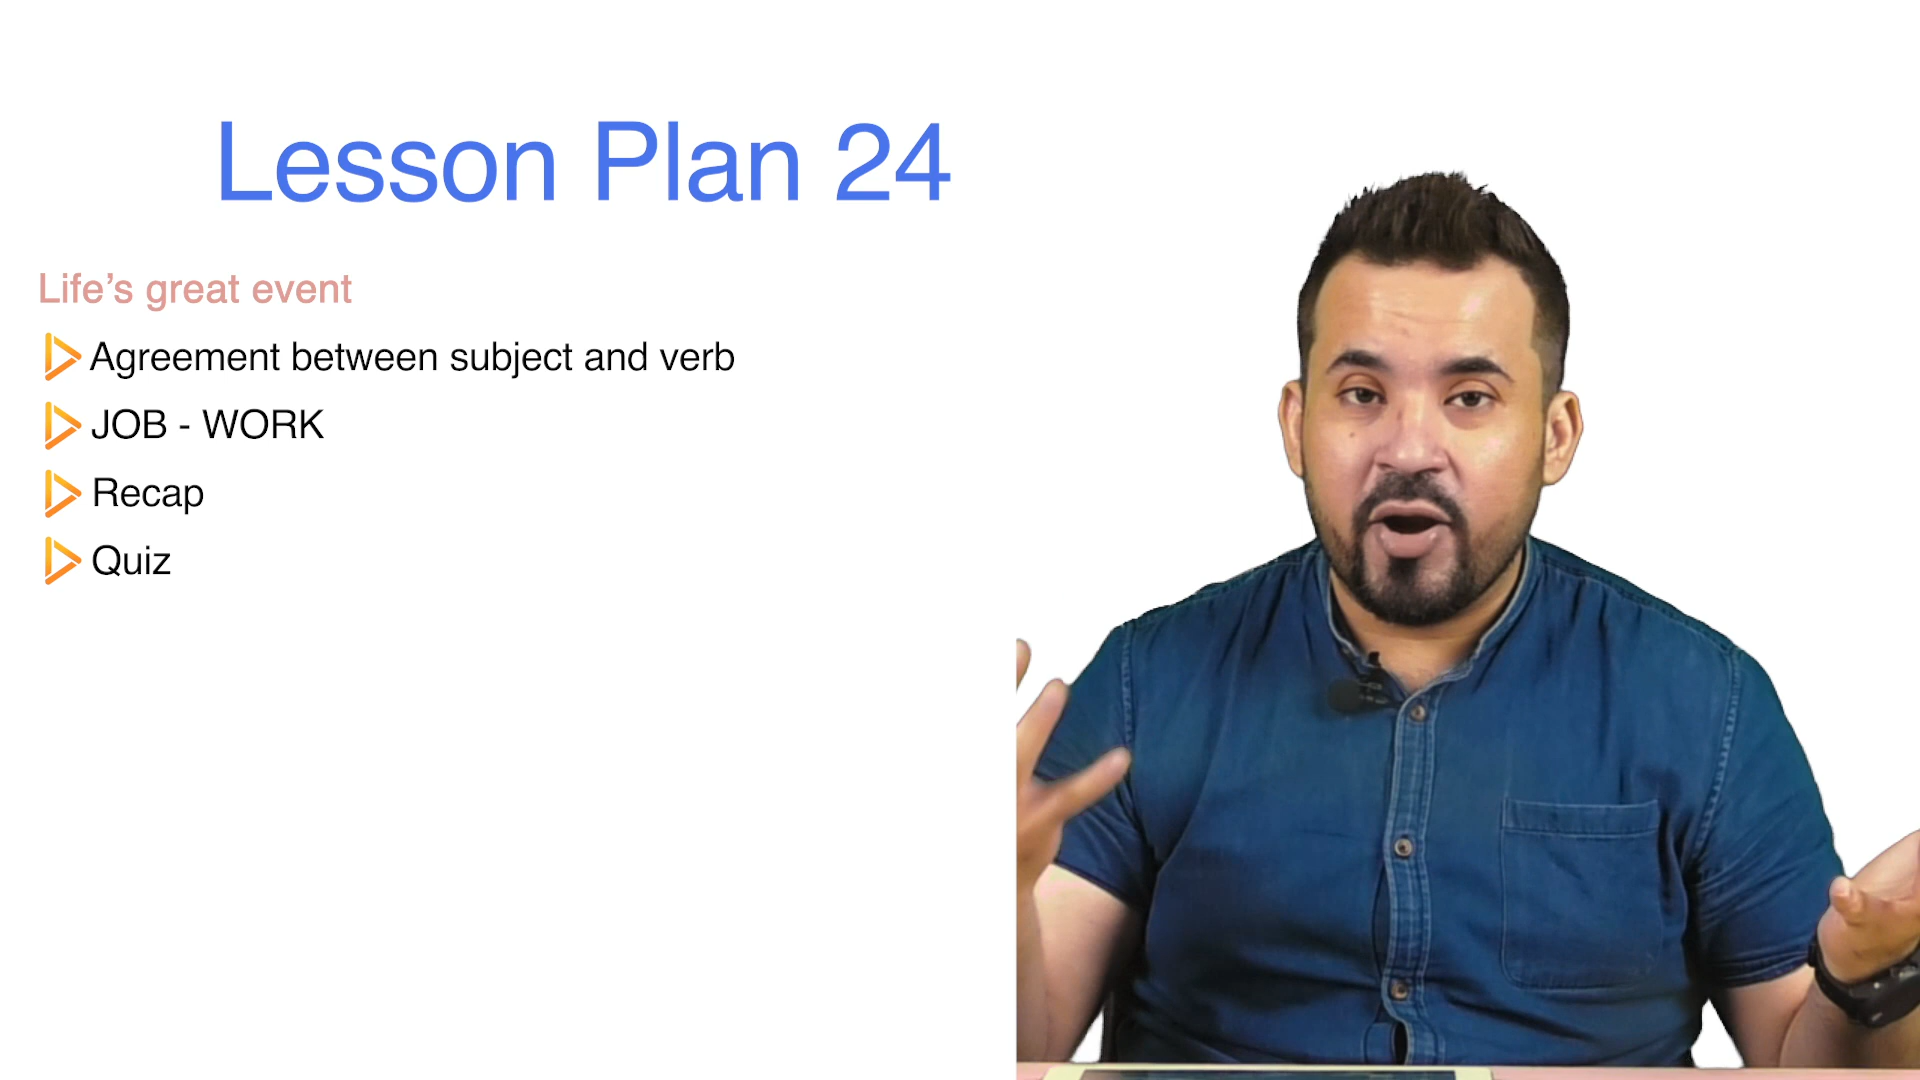 Lesson Plan 24
Life’s great event
Agreement between subject and verb
JOB - WORK
Recap
Quiz